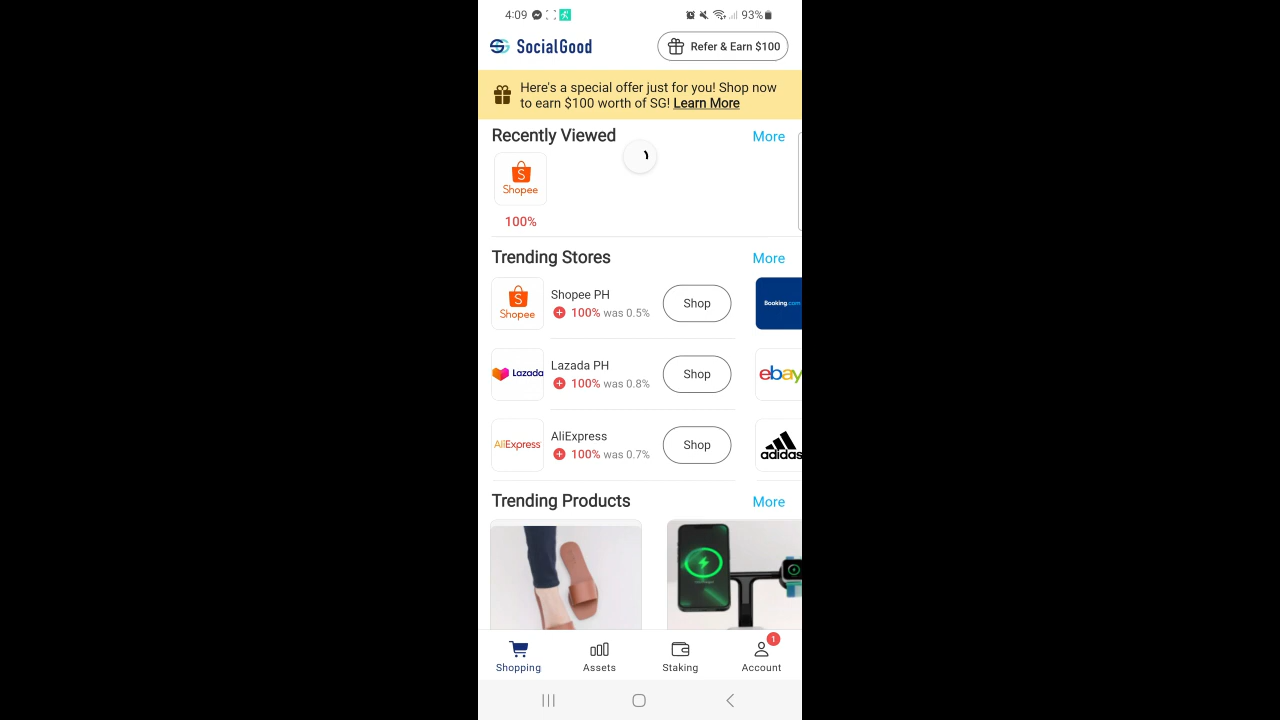 4:09
93%
SocialGood
Refer & Earn $100
Here's a special offer just for you! Shop now
to earn $100 worth of SG! Learn More
Recently Viewed
More
Shopee
100%
Trending Stores
More
Shopee
Shopee PH
100% was 0.5%
Shop
Booking.com
Lazada
Lazada PH
100% was 0.8%
Shop
ebay
AliExpress
AliExpress
100% was 0.7%
Shop
adidas
Trending Products
More
Shopping
Assets
Staking
1
Account